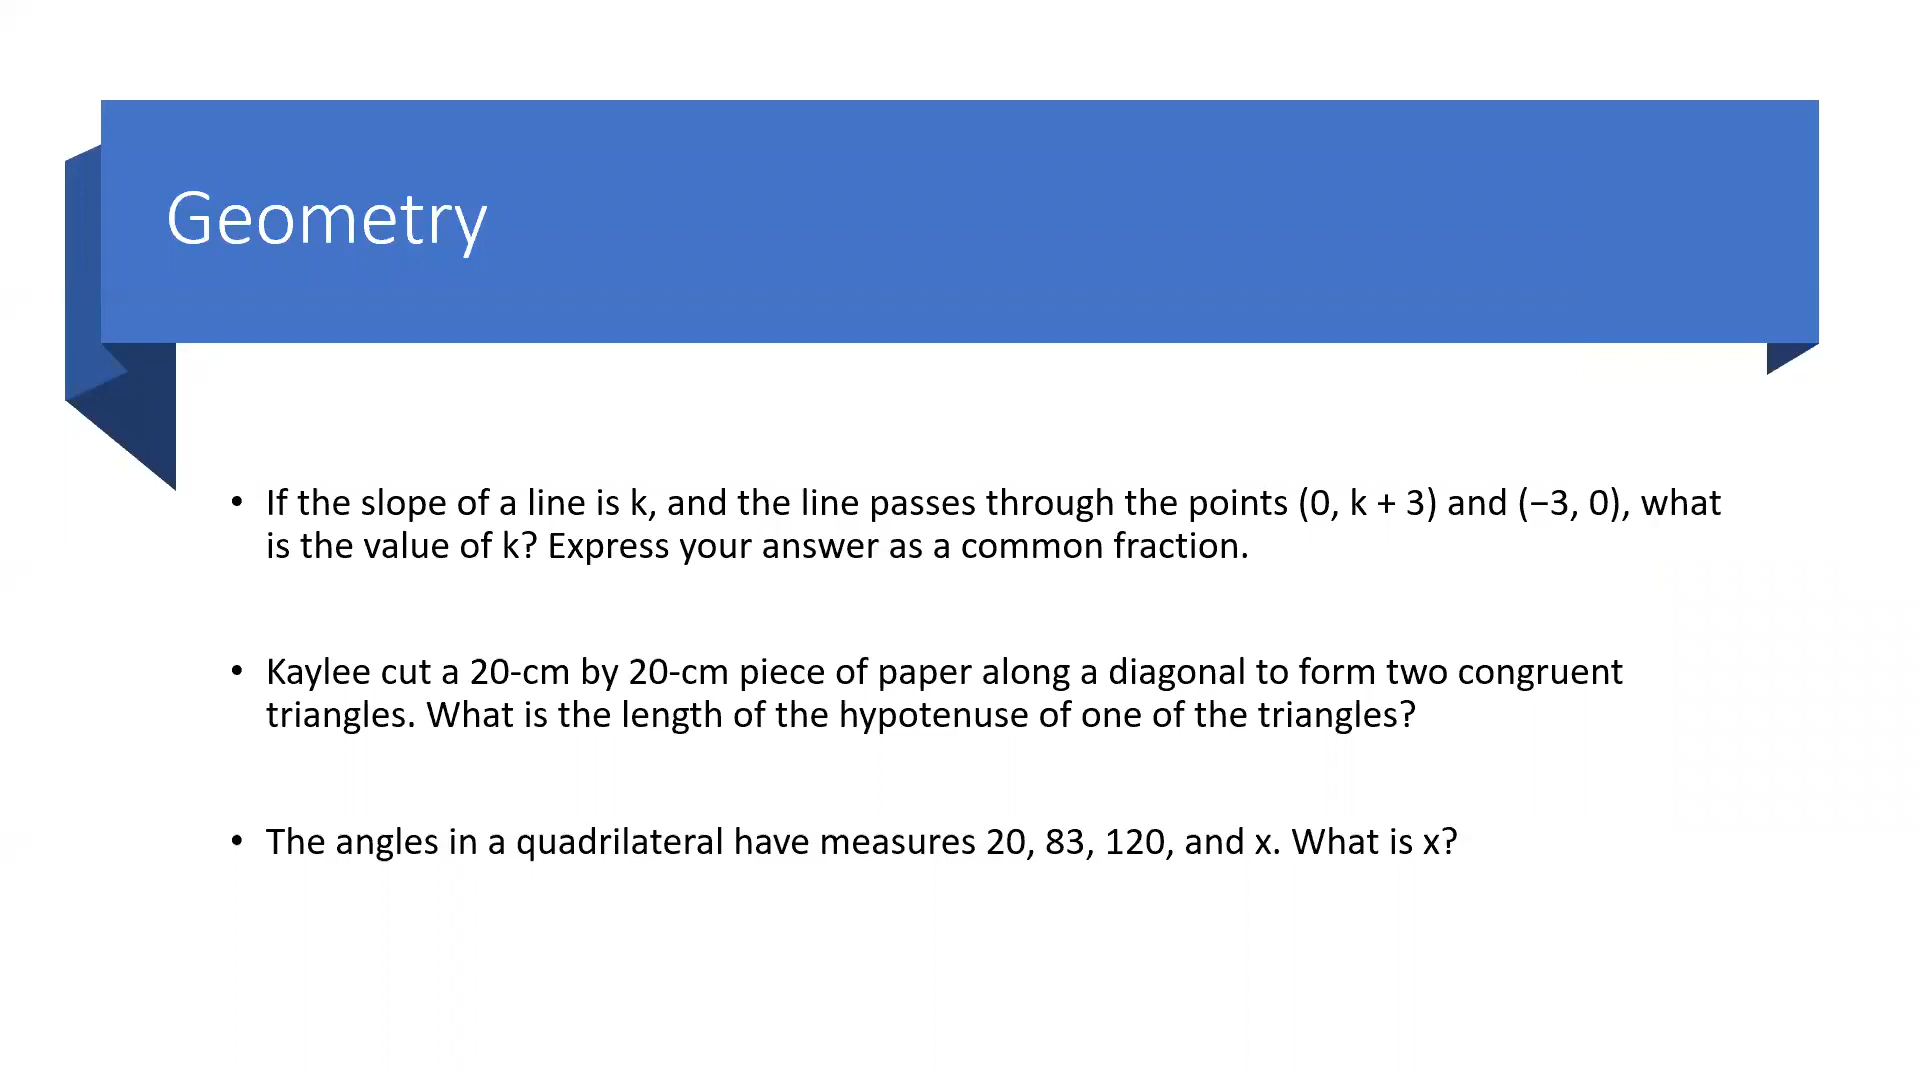 Geometry
• If the slope of a line is k, and the line passes through the points (0, k + 3) and (−3, 0), what
is the value of k? Express your answer as a common fraction.
• Kaylee cut a 20-cm by 20-cm piece of paper along a diagonal to form two congruent
triangles. What is the length of the hypotenuse of one of the triangles?
• The angles in a quadrilateral have measures 20, 83, 120, and x. What is x?